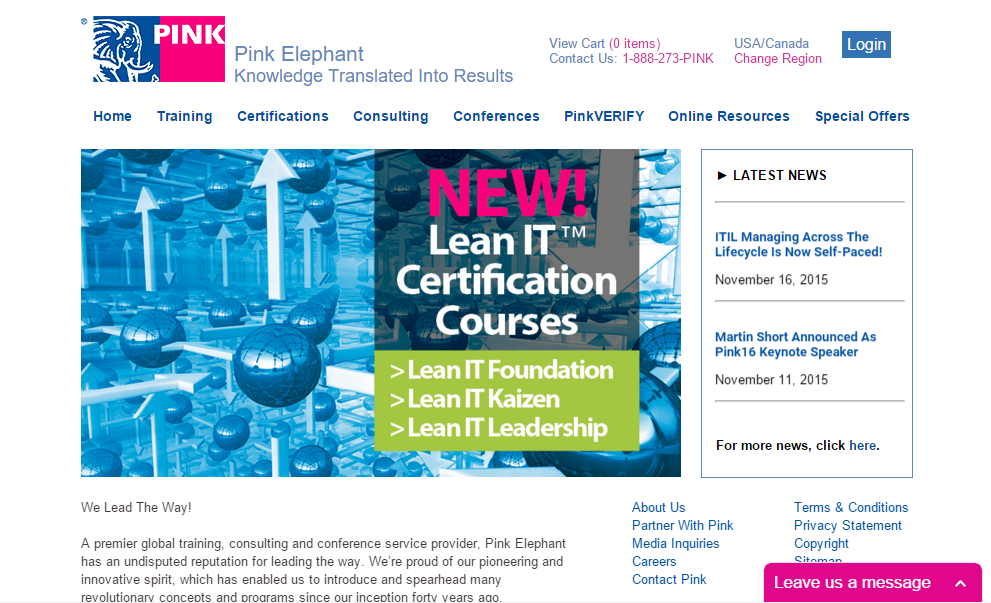 ®
PINK
Pink Elephant
Knowledge Translated Into Results
View Cart (0 items)
Contact Us: 1-888-273-PINK
USA/Canada
Change Region
Login
Home Training Certifications Consulting Conferences PinkVERIFY Online Resources Special Offers
NEW!
Lean IT™
Certification
Courses
> Lean IT Foundation
> Lean IT Kaizen
> Lean IT Leadership
► LATEST NEWS
ITIL Managing Across The
Lifecycle Is Now Self-Paced!
November 16, 2015
Martin Short Announced As
Pink16 Keynote Speaker
November 11, 2015
For more news, click here.
We Lead The Way!
A premier global training, consulting and conference service provider, Pink Elephant
has an undisputed reputation for leading the way. We’re proud of our pioneering and
innovative spirit, which has enabled us to introduce and spearhead many
revolutionary concepts and programs since our inception forty years ago.
About Us
Partner With Pink
Media Inquiries
Careers
Contact Pink
Terms & Conditions
Privacy Statement
Copyright
Sitemap
Leave us a message